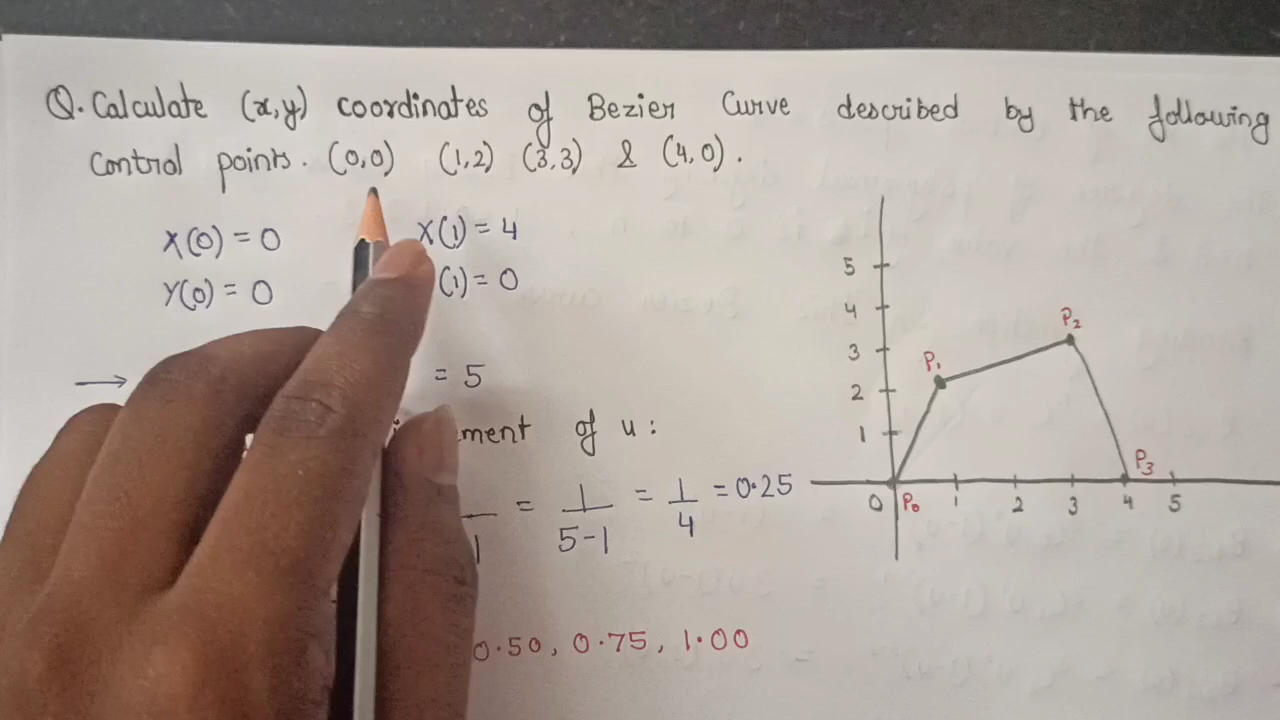 Q. Calculate (x,y) coordinates of Bezier Curve described by the following
control points. (0,0) (1,2) (3,3) & (4,0).
X(0) = 0 X(1) = 4
Y(0) = 0 (1) = 0
→ = 5
ment of u:
= 1/5-1 = 1/4 = 0.25
0.50, 0.75, 1.00
5
4
3
2
1
0 1 2 3 4 5
P0 P1 P2 P3